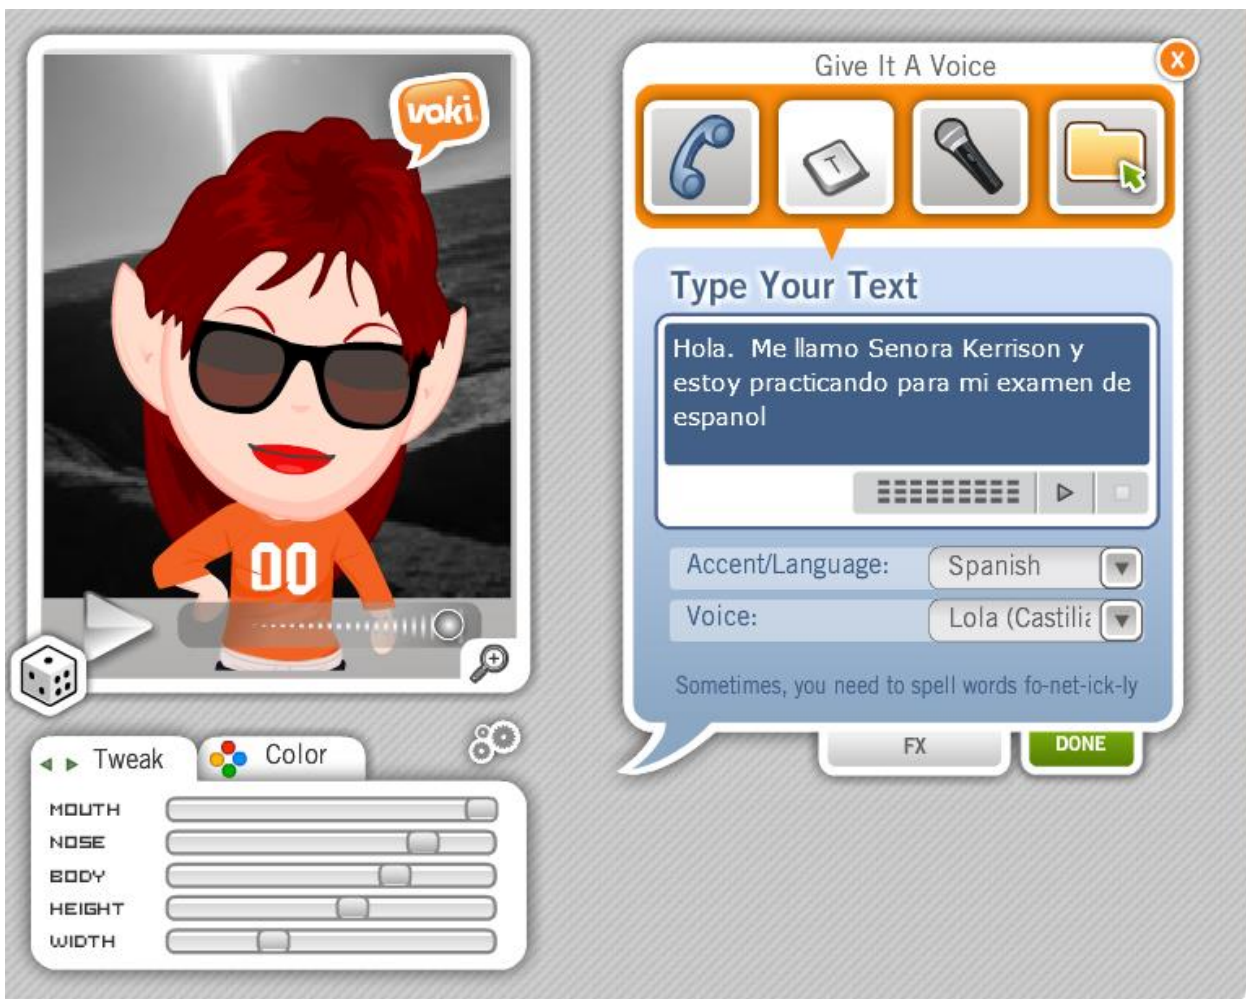 voki
00
Tweak
Color
MOUTH
NOSE
BODY
HEIGHT
WIDTH
Give It A Voice
X
T
Type Your Text
Hola.  Me llamo Senora Kerrison y
estoy practicando para mi examen de
espanol
Accent/Language: Spanish
Voice: Lola (Castilia
Sometimes, you need to spell words fo-net-ick-ly
FX
DONE